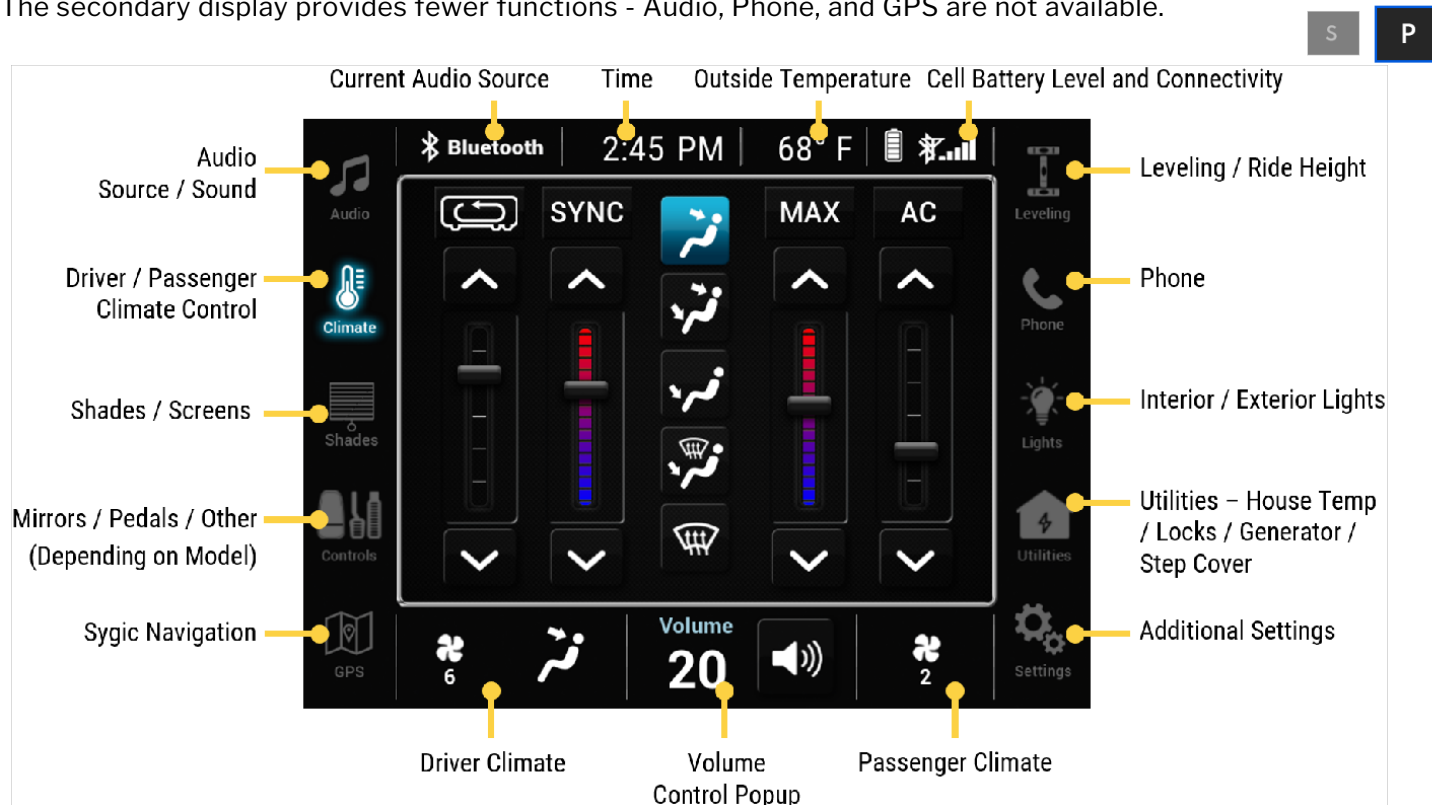 The secondary display provides fewer functions - Audio, Phone, and GPS are not available.
S
P
Current Audio Source
Time
Outside Temperature
Cell Battery Level and Connectivity
Bluetooth
2:45 PM
68° F
Audio
Source / Sound
Audio
Leveling
Leveling / Ride Height
SYNC
MAX
AC
Driver / Passenger
Climate Control
Climate
Phone
Phone
Shades / Screens
Shades
Lights
Interior / Exterior Lights
Mirrors / Pedals / Other
(Depending on Model)
Controls
Utilities
Utilities – House Temp
/ Locks / Generator /
Step Cover
Sygic Navigation
GPS
6
Volume
20
2
Settings
Additional Settings
Driver Climate
Volume
Control Popup
Passenger Climate